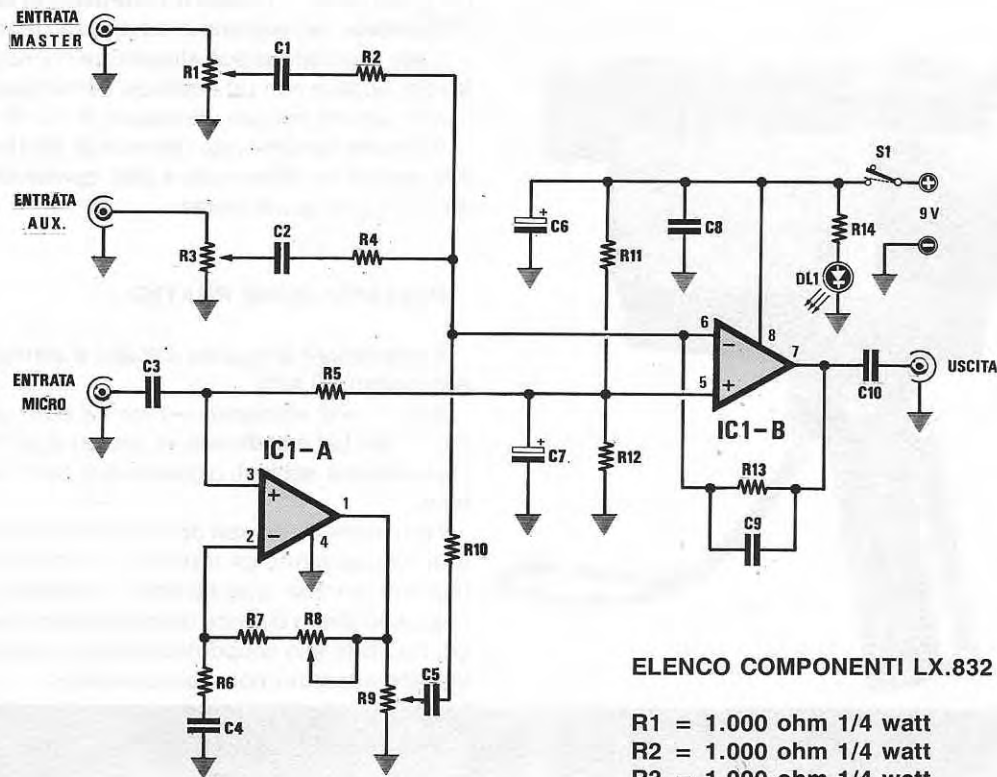 ENTRATA
MASTER
R1
C1
R2
ENTRATA
AUX.
R3
C2
R4
ENTRATA
MICRO
C3
R5
IC1-A
3
+
2
−
1
4
R7
R8
R6
C4
R9
C5
R10
C6
+
R11
C8
S1
+
9 V
−
R14
DL1
6
−
5
+
8
7
IC1-B
C10
USCITA
C7
+
R12
R13
C9
ELENCO COMPONENTI LX.832
R1 = 1.000 ohm 1/4 watt
R2 = 1.000 ohm 1/4 watt